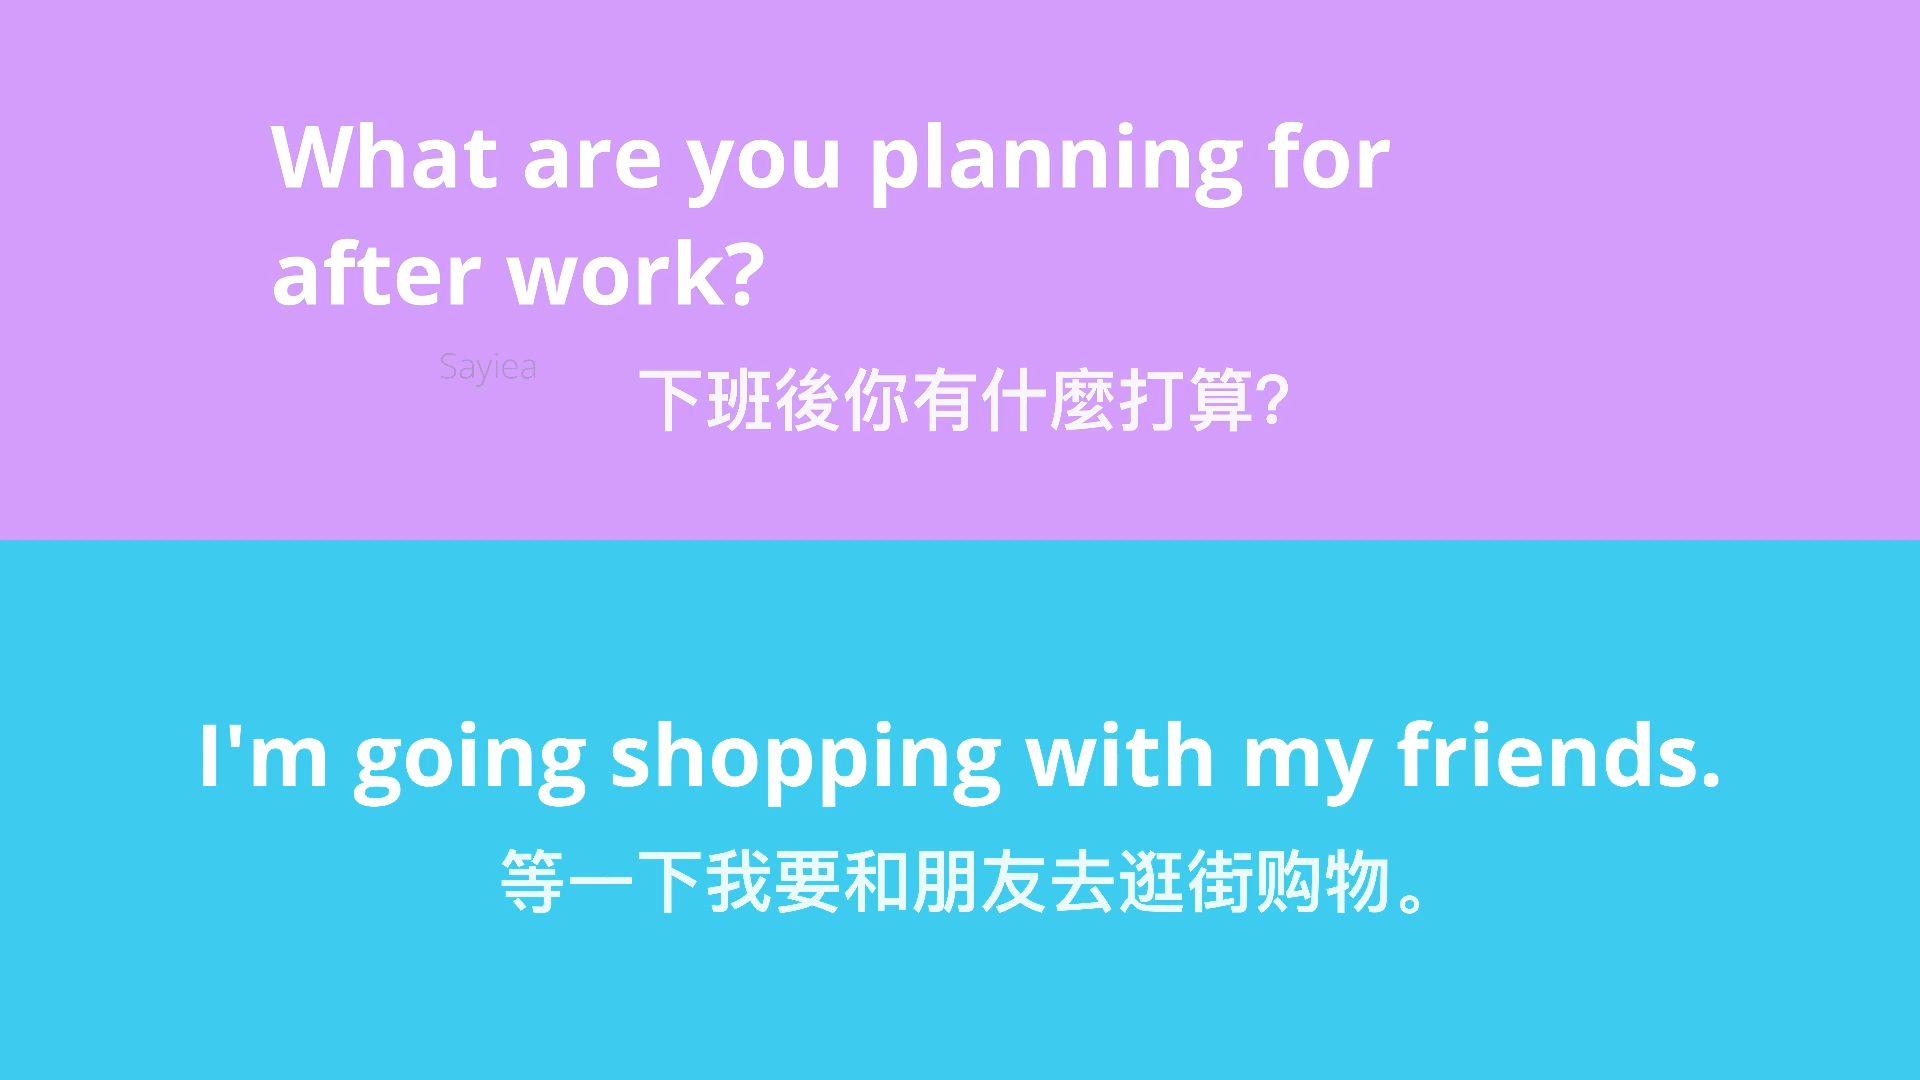 What are you planning for
after work?
Sayiea
下班後你有什麼打算?
I'm going shopping with my friends.
等一下我要和朋友去逛街购物。